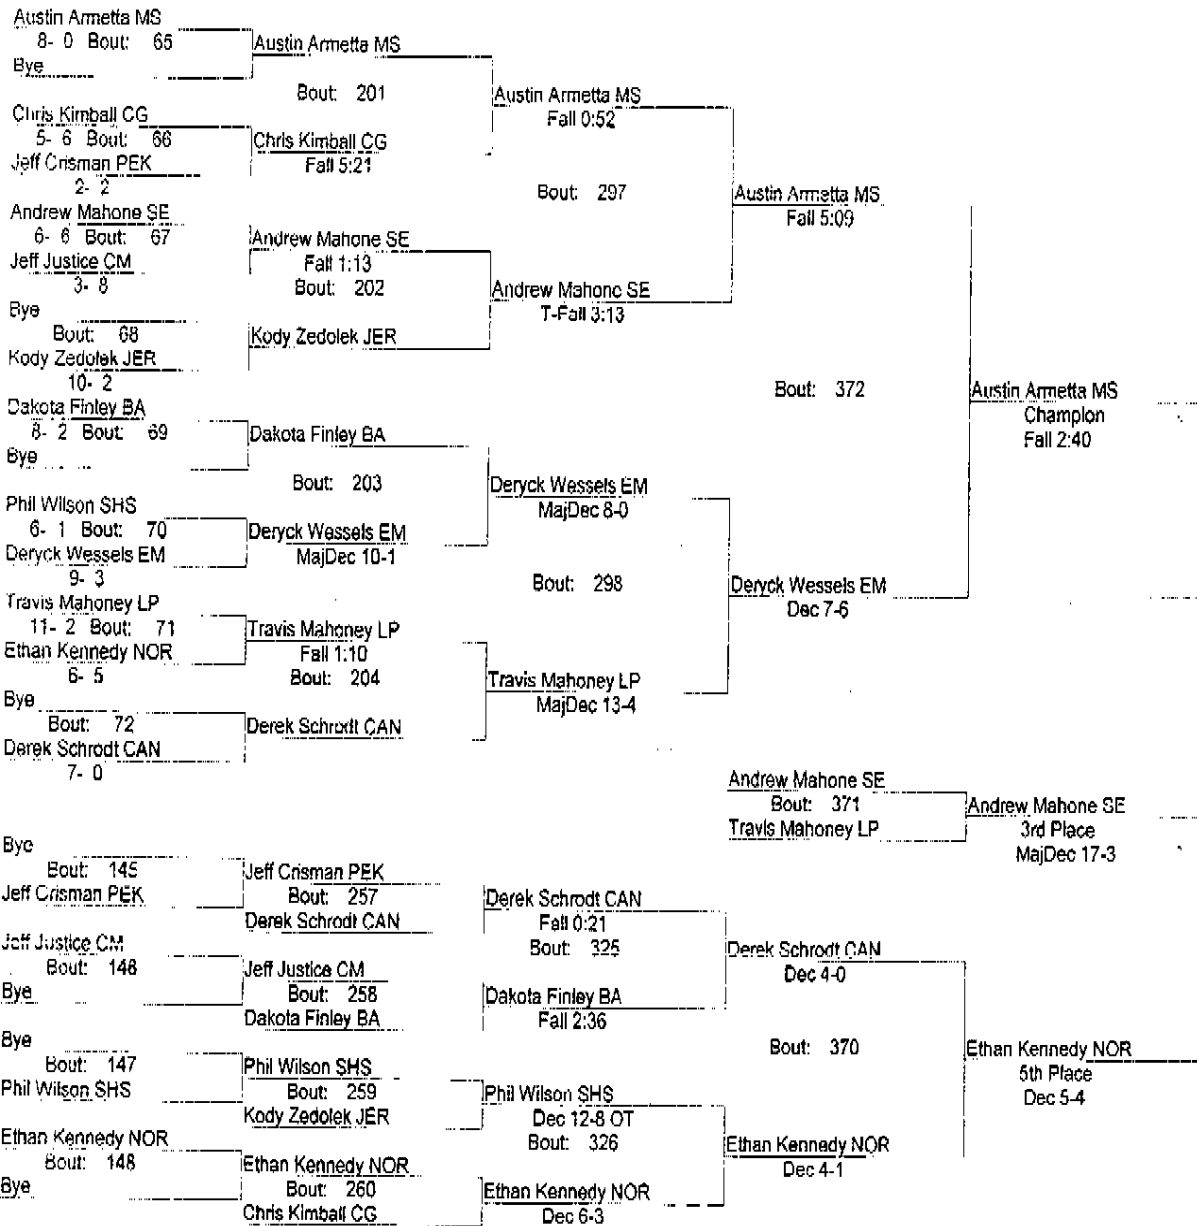 Austin Armetta MS
8- 0 Bout: 65
Bye
Austin Armetta MS
Bout: 201
Chris Kimball CG
5- 6 Bout: 66
Jeff Crisman PEK
2- 2
Chris Kimball CG
Fall 5:21
Austin Armetta MS
Fall 0:52
Bout: 297
Andrew Mahone SE
6- 6 Bout: 67
Jeff Justice CM
3- 8
Andrew Mahone SE
Fall 1:13
Bout: 202
Bye
Bout: 68
Kody Zedolek JER
10- 2
Kody Zedolek JER
Andrew Mahone SE
T-Fall 3:13
Austin Armetta MS
Fall 5:09
Bout: 372
Austin Armetta MS
Champion
Fall 2:40
Dakota Finley BA
8- 2 Bout: 69
Bye
Dakota Finley BA
Bout: 203
Phil Wilson SHS
6- 1 Bout: 70
Deryck Wessels EM
9- 3
Deryck Wessels EM
MajDec 10-1
Deryck Wessels EM
MajDec 8-0
Bout: 298
Travis Mahoney LP
11- 2 Bout: 71
Ethan Kennedy NOR
6- 5
Travis Mahoney LP
Fall 1:10
Bout: 204
Bye
Bout: 72
Derek Schrodt CAN
7- 0
Derek Schrodt CAN
Travis Mahoney LP
MajDec 13-4
Deryck Wessels EM
Dec 7-6
Andrew Mahone SE
Bout: 371
Travis Mahoney LP
Andrew Mahone SE
3rd Place
MajDec 17-3
Bye
Bout: 145
Jeff Crisman PEK
Jeff Crisman PEK
Bout: 257
Derek Schrodt CAN
Derek Schrodt CAN
Fall 0:21
Bout: 325
Jeff Justice CM
Bout: 146
Bye
Jeff Justice CM
Bout: 258
Dakota Finley BA
Dakota Finley BA
Fall 2:36
Derek Schrodt CAN
Dec 4-0
Bout: 370
Bye
Bout: 147
Phil Wilson SHS
Phil Wilson SHS
Bout: 259
Kody Zedolek JER
Phil Wilson SHS
Dec 12-8 OT
Bout: 326
Ethan Kennedy NOR
Bout: 148
Bye
Ethan Kennedy NOR
Bout: 260
Chris Kimball CG
Ethan Kennedy NOR
Dec 6-3
Ethan Kennedy NOR
Dec 4-1
Ethan Kennedy NOR
5th Place
Dec 5-4